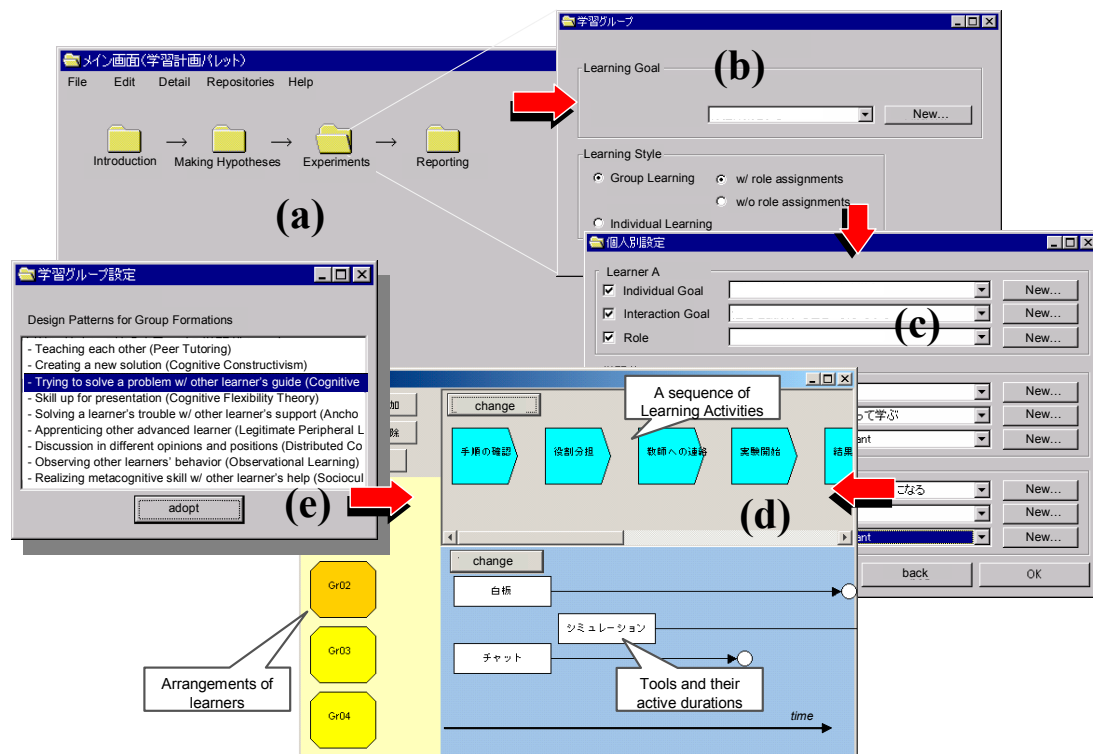 メイン画面(学習計画パレット)
File Edit Detail Repositories Help
Introduction → Making Hypotheses → Experiments → Reporting
(a)
学習グループ
Learning Goal
(b)
New...
Learning Style
Group Learning
w/ role assignments
w/o role assignments
Individual Learning
個人別設定
Learner A
Individual Goal
New...
Interaction Goal
New...
(c)
Role
New...
New...
って学ぶ
New...
ant
New...
こなる
New...
New...
ant
New...
back
OK
学習グループ設定
Design Patterns for Group Formations
- Teaching each other (Peer Tutoring)
- Creating a new solution (Cognitive Constructivism)
- Trying to solve a problem w/ other learner's guide (Cognitive
- Skill up for presentation (Cognitive Flexibility Theory)
- Solving a learner's trouble w/ other learner's support (Ancho
- Apprenticing other advanced learner (Legitimate Peripheral L
- Discussion in different opinions and positions (Distributed Co
- Observing other learners' behavior (Observational Learning)
- Realizing metacognitive skill w/ other learner's help (Sociocul
adopt
(e)
加
除
change
A sequence of
Learning Activities
手順の確認
役割分担
教師への連絡
実験開始
結果
(d)
change
Gr02
白板
シミュレーション
Gr03
チャット
Arrangements of
learners
Tools and their
active durations
Gr04
time